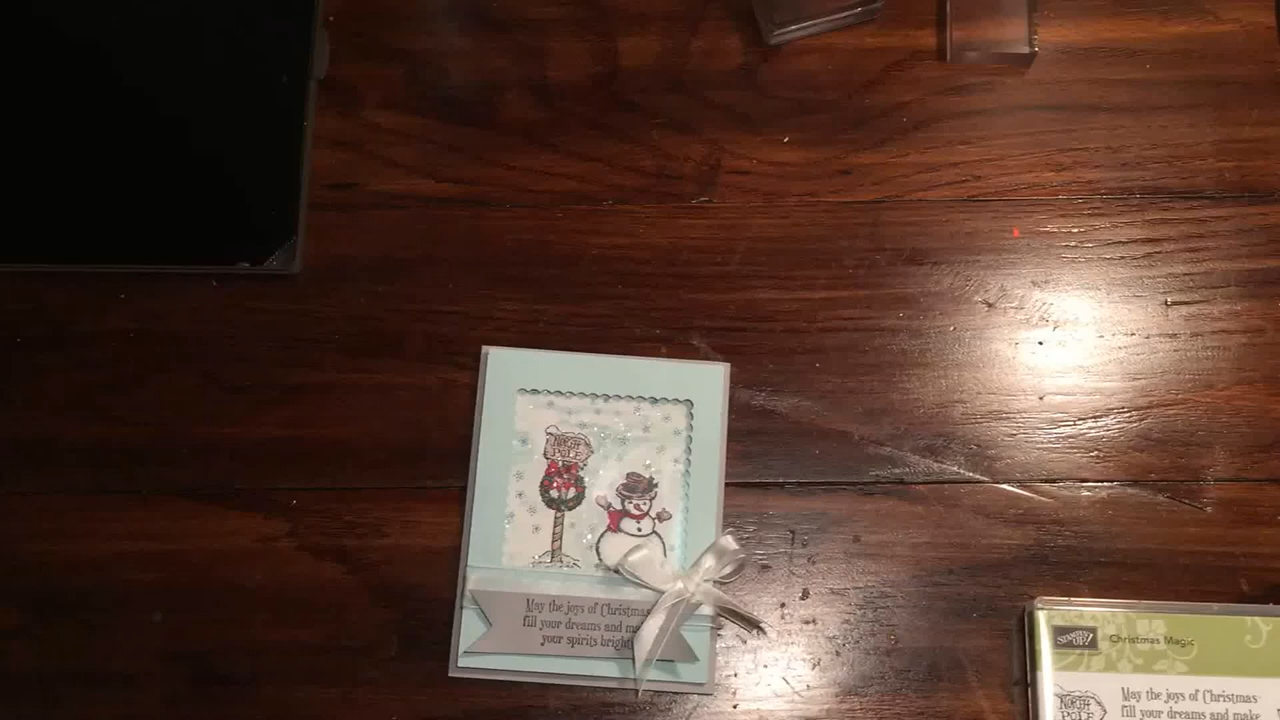 NORTH
POLE
May the joys of Christmas
fill your dreams and
your spirits bright
STAMPIN' UP!
Christmas Magic
NORTH
POLE
May the joys of Christmas
fill your dreams and make